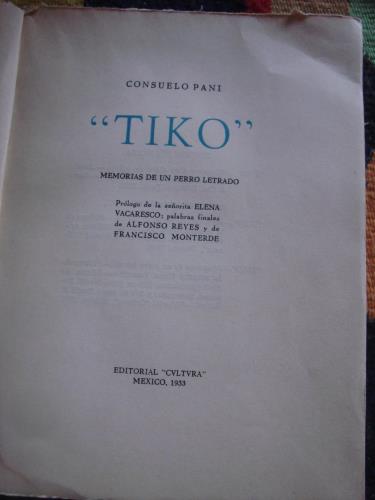 CONSUELO PANI
"TIKO"
MEMORIAS DE UN PERRO LETRADO
Prólogo de la señorita ELENA
VACARESCO; palabras finales
de ALFONSO REYES y de
FRANCISCO MONTERDE
EDITORIAL "CVLTVRA"
MEXICO, 1933